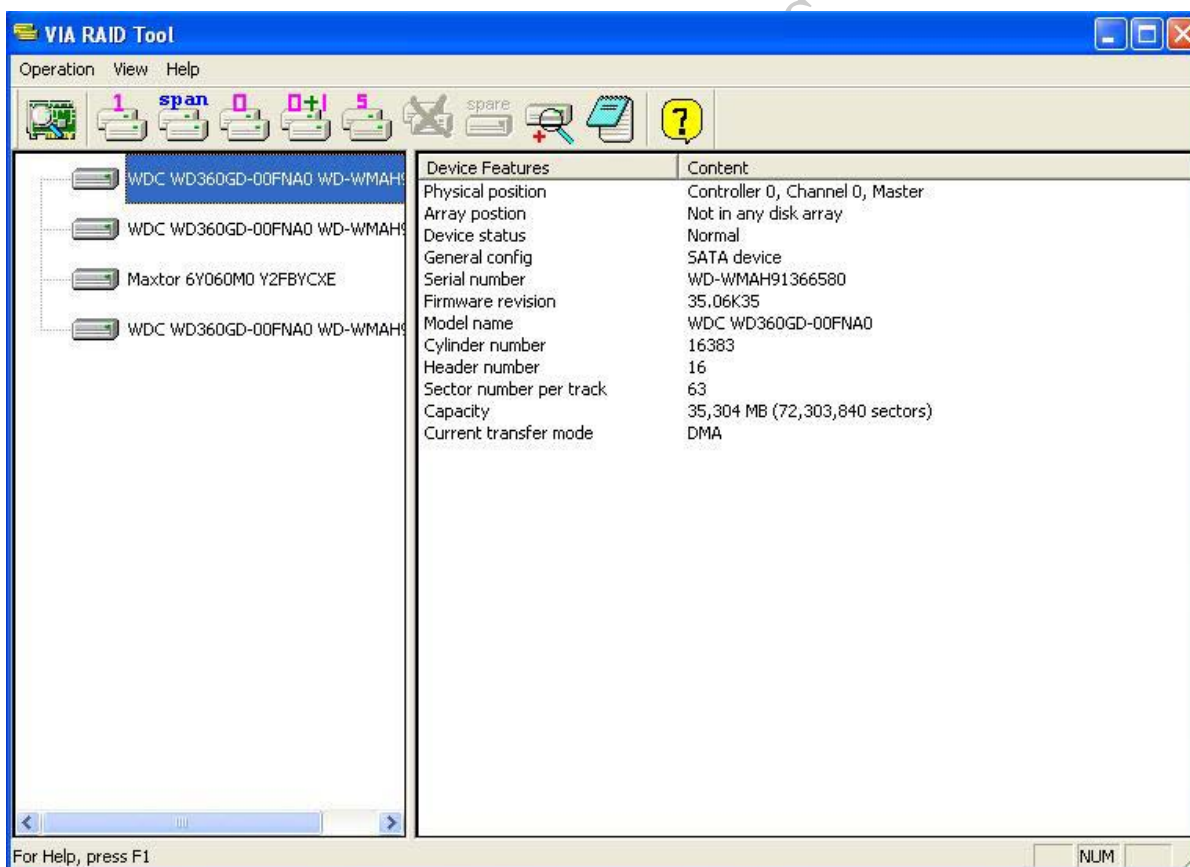 VIA RAID Tool
Operation View Help
1 span 0 0+1 5 spare ?
WDC WD360GD-00FNA0 WD-WMAH9
WDC WD360GD-00FNA0 WD-WMAH9
Maxtor 6Y060M0 Y2FBYCXE
WDC WD360GD-00FNA0 WD-WMAH9
Device Features Content
Physical position Controller 0, Channel 0, Master
Array postion Not in any disk array
Device status Normal
General config SATA device
Serial number WD-WMAH91366580
Firmware revision 35.06K35
Model name WDC WD360GD-00FNA0
Cylinder number 16383
Header number 16
Sector number per track 63
Capacity 35,304 MB (72,303,840 sectors)
Current transfer mode DMA
For Help, press F1
NUM